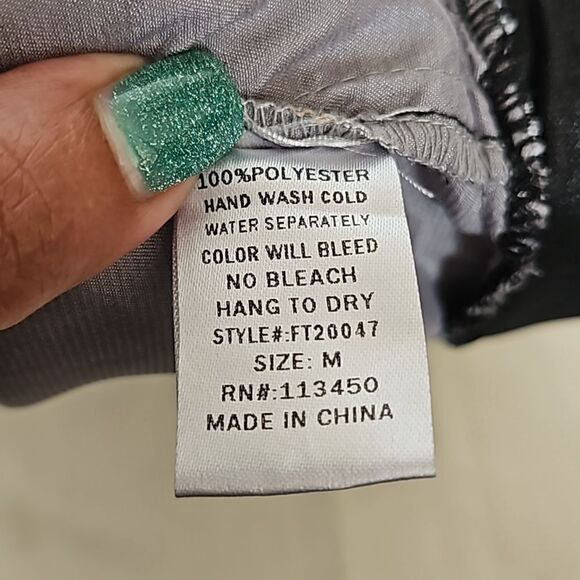 100%POLYESTER
HAND WASH COLD
WATER SEPARATELY
COLOR WILL BLEED
NO BLEACH
HANG TO DRY
STYLE#:FT20047
SIZE: M
RN#:113450
MADE IN CHINA